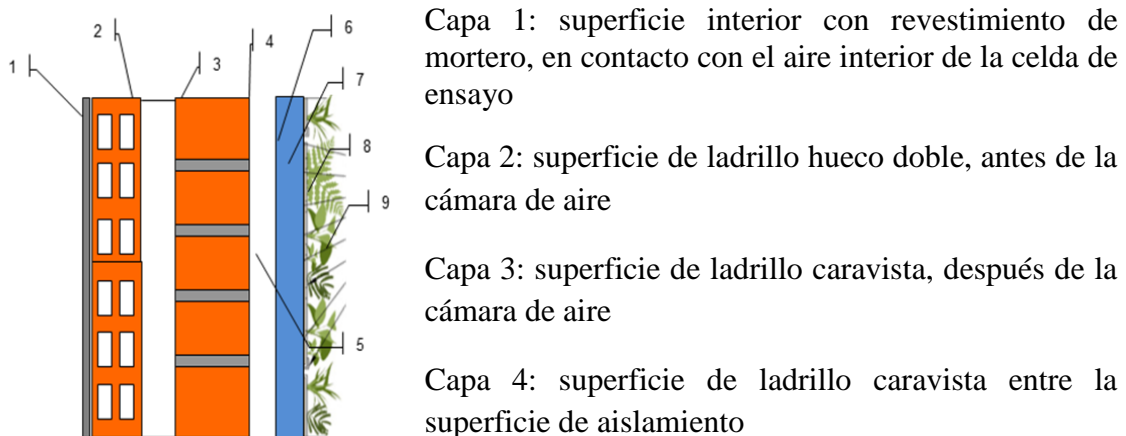 1
2
3
4
6
7
8
9
5
Capa 1: superficie interior con revestimiento de
mortero, en contacto con el aire interior de la celda de
ensayo
Capa 2: superficie de ladrillo hueco doble, antes de la
cámara de aire
Capa 3: superficie de ladrillo caravista, después de la
cámara de aire
Capa 4: superficie de ladrillo caravista entre la
superficie de aislamiento